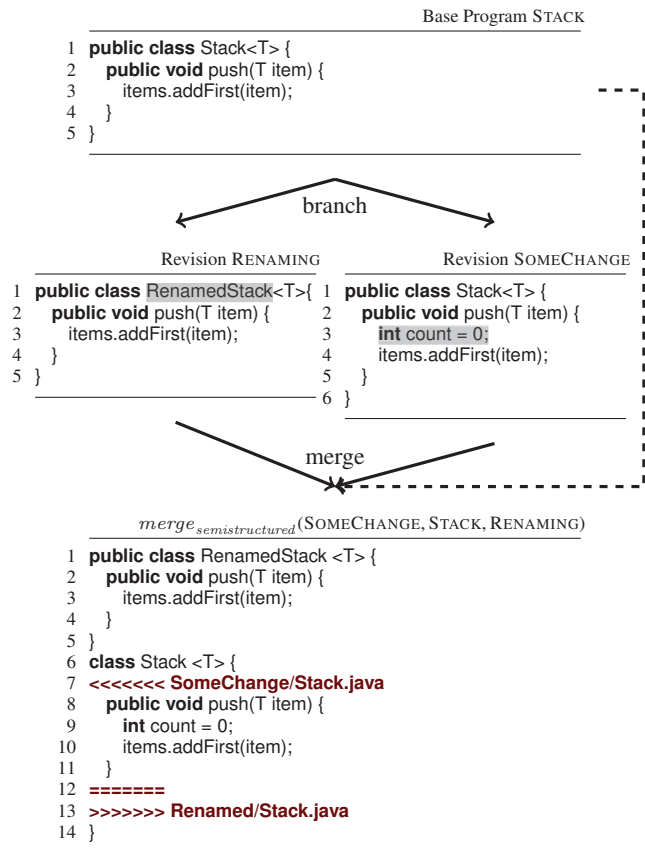 Base Program STACK
1 public class Stack<T> {
2 public void push(T item) {
3 items.addFirst(item);
4 }
5 }
branch
Revision RENAMING
1 public class RenamedStack<T>{
2 public void push(T item) {
3 items.addFirst(item);
4 }
5 }
Revision SOMECHANGE
1 public class Stack<T> {
2 public void push(T item) {
3 int count = 0;
4 items.addFirst(item);
5 }
6 }
merge
merge_semistructured(SOMECHANGE, STACK, RENAMING)
1 public class RenamedStack <T> {
2 public void push(T item) {
3 items.addFirst(item);
4 }
5 }
6 class Stack <T> {
7 <<<<<<< SomeChange/Stack.java
8 public void push(T item) {
9 int count = 0;
10 items.addFirst(item);
11 }
12 =======
13 >>>>>>> Renamed/Stack.java
14 }